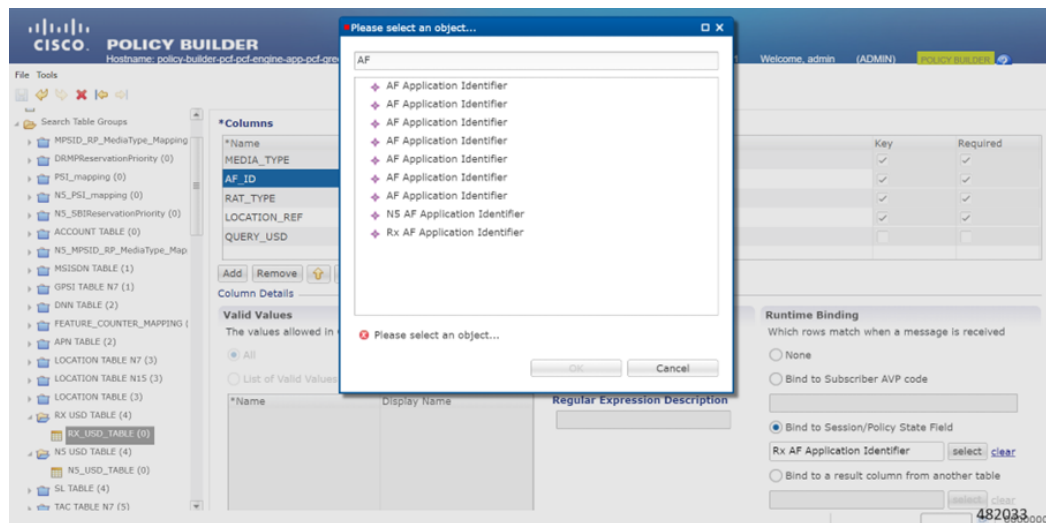 CISCO. POLICY BUILDER
Hostname: policy-builder-pcf-pcf-engine-app-pcf-gre
Welcome, admin (ADMIN) POLICY BUILDER
File Tools
Please select an object...
AF
AF Application Identifier
AF Application Identifier
AF Application Identifier
AF Application Identifier
AF Application Identifier
AF Application Identifier
AF Application Identifier
N5 AF Application Identifier
Rx AF Application Identifier
Please select an object...
OK Cancel
Search Table Groups
MPSID_RP_MediaType_Mapping
DRMPReservationPriority (0)
PSI_mapping (0)
N5_PSI_mapping (0)
N5_SBIReservationPriority (0)
ACCOUNT TABLE (0)
N5_MPSID_RP_MediaType_Map
MSISDN TABLE (1)
GPSI TABLE N7 (1)
DNN TABLE (2)
FEATURE_COUNTER_MAPPING (
APN TABLE (2)
LOCATION TABLE N7 (3)
LOCATION TABLE N15 (3)
LOCATION TABLE (3)
RX USD TABLE (4)
RX_USD_TABLE (0)
N5 USD TABLE (4)
N5_USD_TABLE (0)
SL TABLE (4)
TAC TABLE N7 (5)
*Columns
*Name Key Required
MEDIA_TYPE
AF_ID
RAT_TYPE
LOCATION_REF
QUERY_USD
Add Remove
Column Details
Valid Values
The values allowed in
All
List of Valid Values
*Name Display Name
Regular Expression Description
Runtime Binding
Which rows match when a message is received
None
Bind to Subscriber AVP code
Bind to Session/Policy State Field
Rx AF Application Identifier select clear
Bind to a result column from another table
select clear
482033